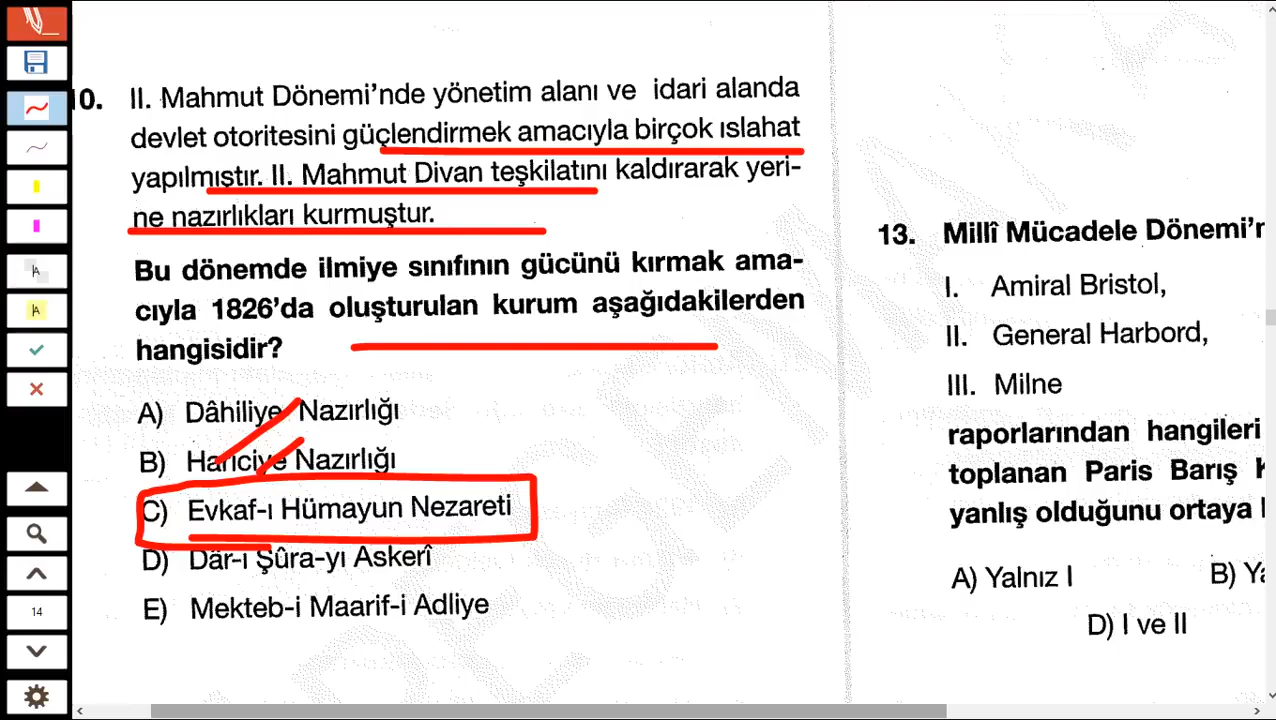 10. II. Mahmut Dönemi’nde yönetim alanı ve idari alanda
devlet otoritesini güçlendirmek amacıyla birçok ıslahat
yapılmıştır. II. Mahmut Divan teşkilatını kaldırarak yeri-
ne nazırlıkları kurmuştur.
Bu dönemde ilmiye sınıfının gücünü kırmak ama-
cıyla 1826’da oluşturulan kurum aşağıdakilerden
hangisidir?
A) Dâhiliye Nazırlığı
B) Hariciye Nazırlığı
C) Evkaf-ı Hümayun Nezareti
D) Där-ı Şûra-yı Askerî
E) Mekteb-i Maarif-i Adliye
13. Millî Mücadele Dönemi’
I. Amiral Bristol,
II. General Harbord,
III. Milne
raporlarından hangileri
toplanan Paris Barış
yanlış olduğunu ortaya
A) Yalnız I
B)
D) I ve II
14